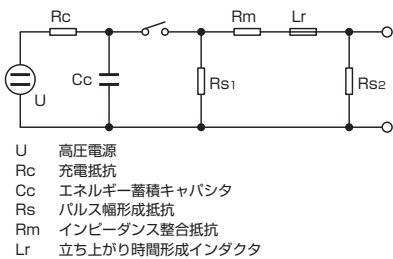 Rc
Rm
Lr
Cc
U
Rs1
Rs2
U 高圧電源
Rc 充電抵抗
Cc エネルギー蓄積キャパシタ
Rs パルス幅形成抵抗
Rm インピーダンス整合抵抗
Lr 立ち上がり時間形成インダクタ